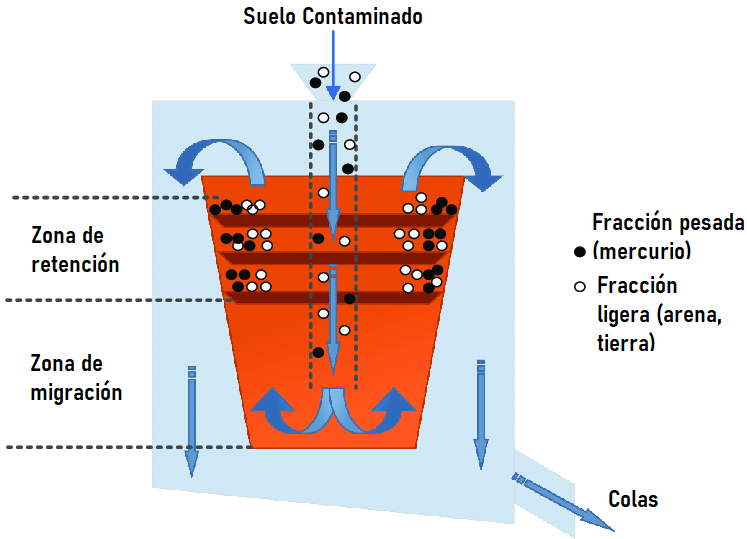 Suelo Contaminado
Zona de
retención
Zona de
migración
Fracción pesada
(mercurio)
Fracción
ligera (arena,
tierra)
Colas